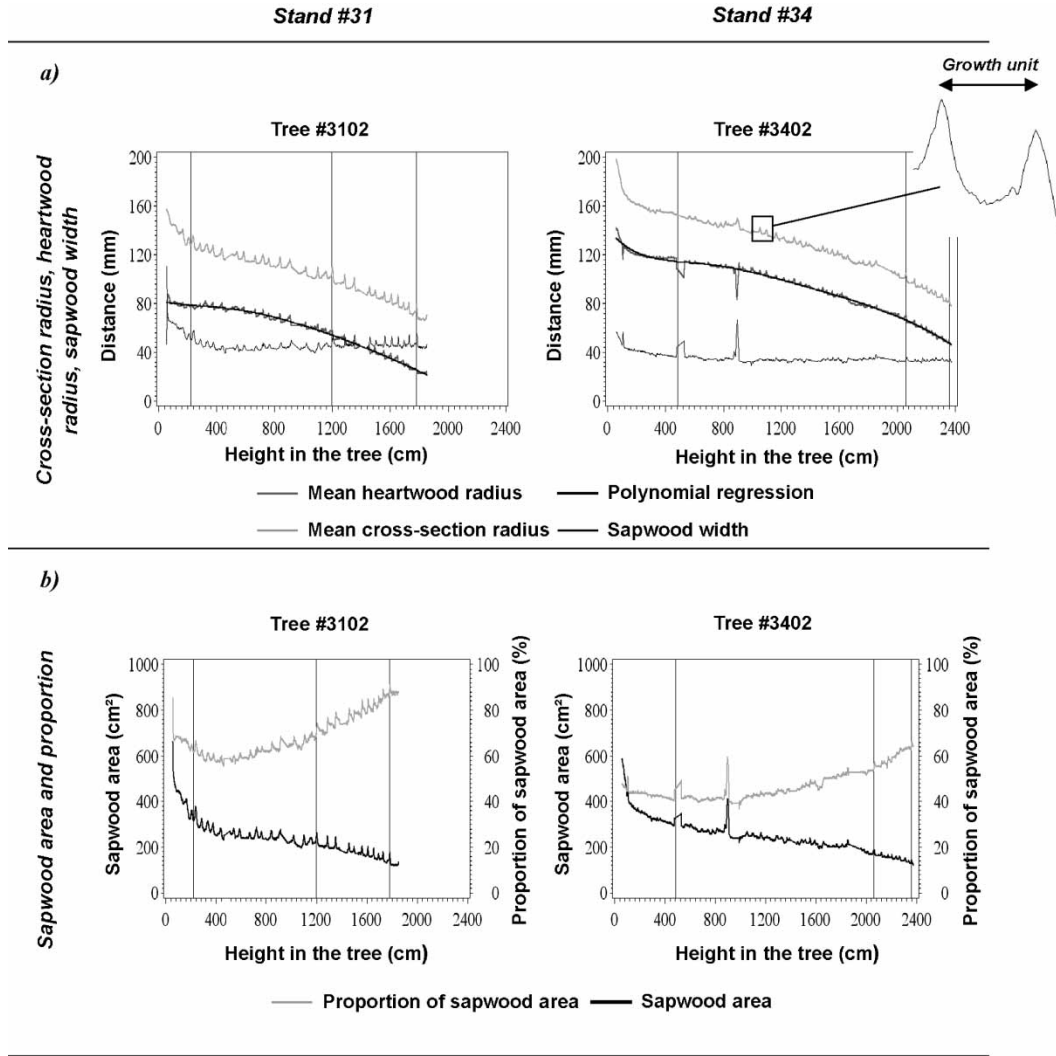 Stand #31
Stand #34
a)
Growth unit
Cross-section radius, heartwood
radius, sapwood width
Tree #3102
200
160
120
80
40
0
Distance (mm)
0 400 800 1200 1600 2000 2400
Height in the tree (cm)
Tree #3402
200
160
120
80
40
0
Distance (mm)
0 400 800 1200 1600 2000 2400
Height in the tree (cm)
Mean heartwood radius
Polynomial regression
Mean cross-section radius
Sapwood width
b)
Sapwood area and proportion
Tree #3102
1000
800
600
400
200
0
Sapwood area (cm²)
100
80
60
40
20
0
Proportion of sapwood area (%)
0 400 800 1200 1600 2000 2400
Height in the tree (cm)
Tree #3402
1000
800
600
400
200
0
Sapwood area (cm²)
100
80
60
40
20
0
Proportion of sapwood area (%)
0 400 800 1200 1600 2000 2400
Height in the tree (cm)
Proportion of sapwood area
Sapwood area